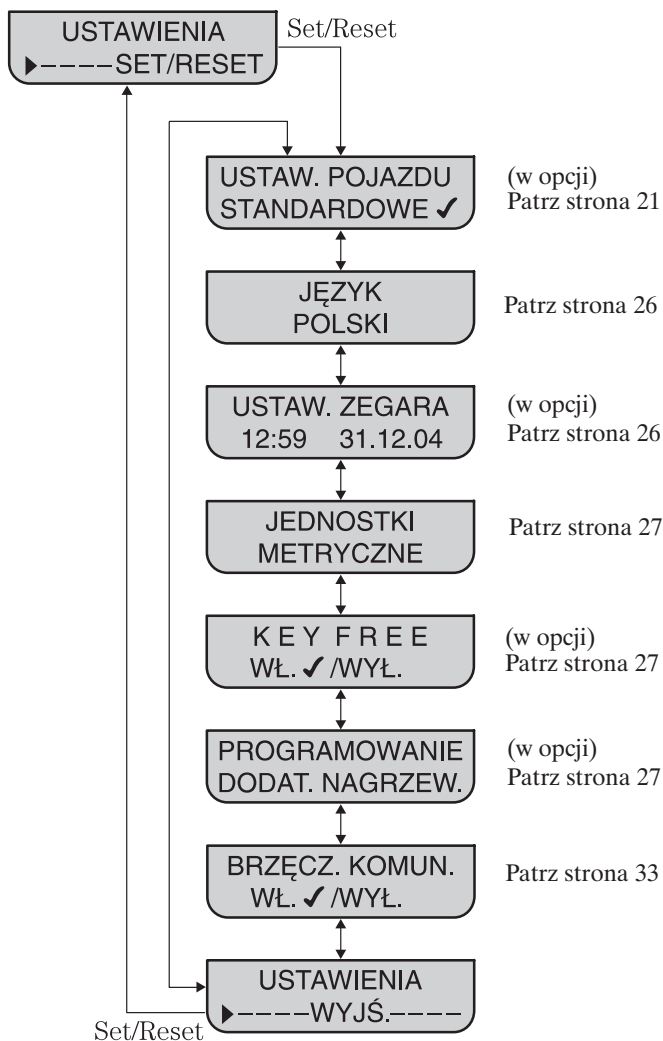 USTAWIENIA
▶----SET/RESET
Set/Reset
USTAW. POJAZDU
STANDARDOWE ✓
(w opcji)
Patrz strona 21
JĘZYK
POLSKI
Patrz strona 26
USTAW. ZEGARA
12:59 31.12.04
(w opcji)
Patrz strona 26
JEDNOSTKI
METRYCZNE
Patrz strona 27
K E Y F R E E
WŁ. ✓ /WYŁ.
(w opcji)
Patrz strona 27
PROGRAMOWANIE
DODAT. NAGRZEW.
(w opcji)
Patrz strona 27
BRZĘCZ. KOMUN.
WŁ. ✓ /WYŁ.
Patrz strona 33
USTAWIENIA
▶----WYJŚ.----
Set/Reset